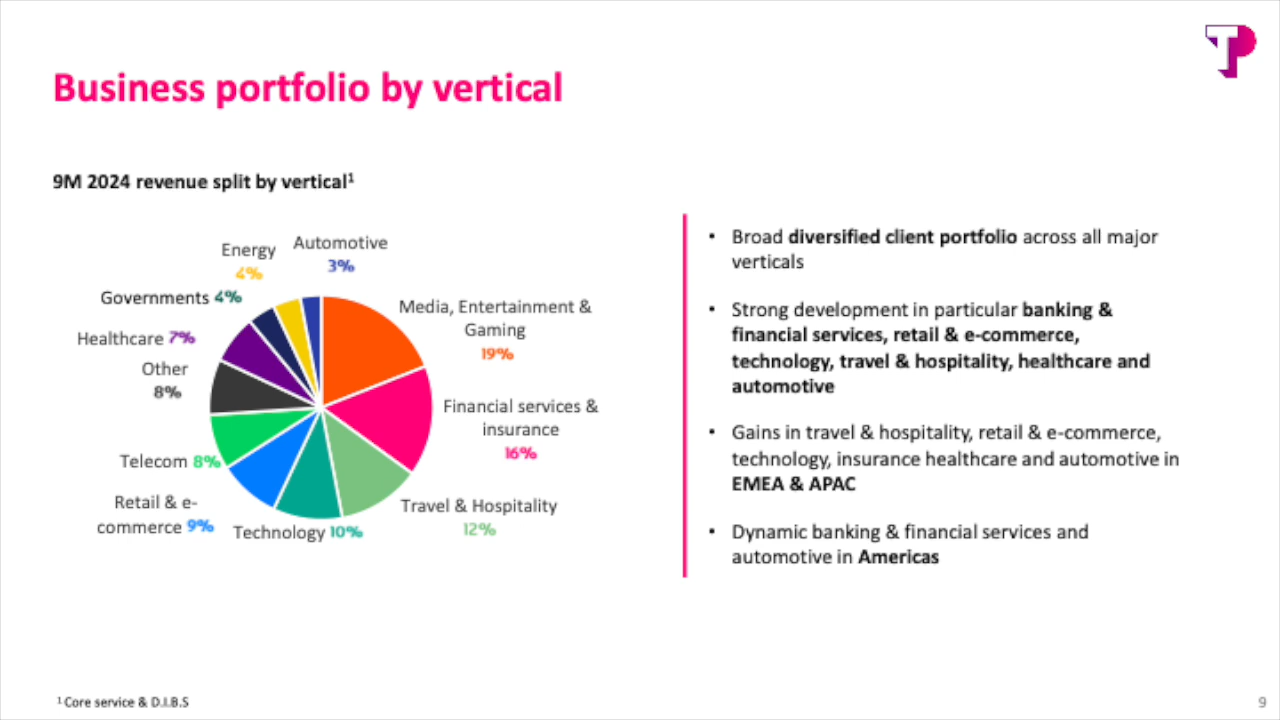 TP
Business portfolio by vertical
9M 2024 revenue split by vertical¹
Energy
4%
Automotive
3%
Governments 4%
Healthcare 7%
Other
8%
Telecom 8%
Retail & e-
commerce 9%
Technology 10%
Media, Entertainment &
Gaming
19%
Financial services &
insurance
16%
Travel & Hospitality
12%
• Broad diversified client portfolio across all major
verticals
• Strong development in particular banking &
financial services, retail & e-commerce,
technology, travel & hospitality, healthcare and
automotive
• Gains in travel & hospitality, retail & e-commerce,
technology, insurance healthcare and automotive in
EMEA & APAC
• Dynamic banking & financial services and
automotive in Americas
¹ Core service & D.I.B.S
9